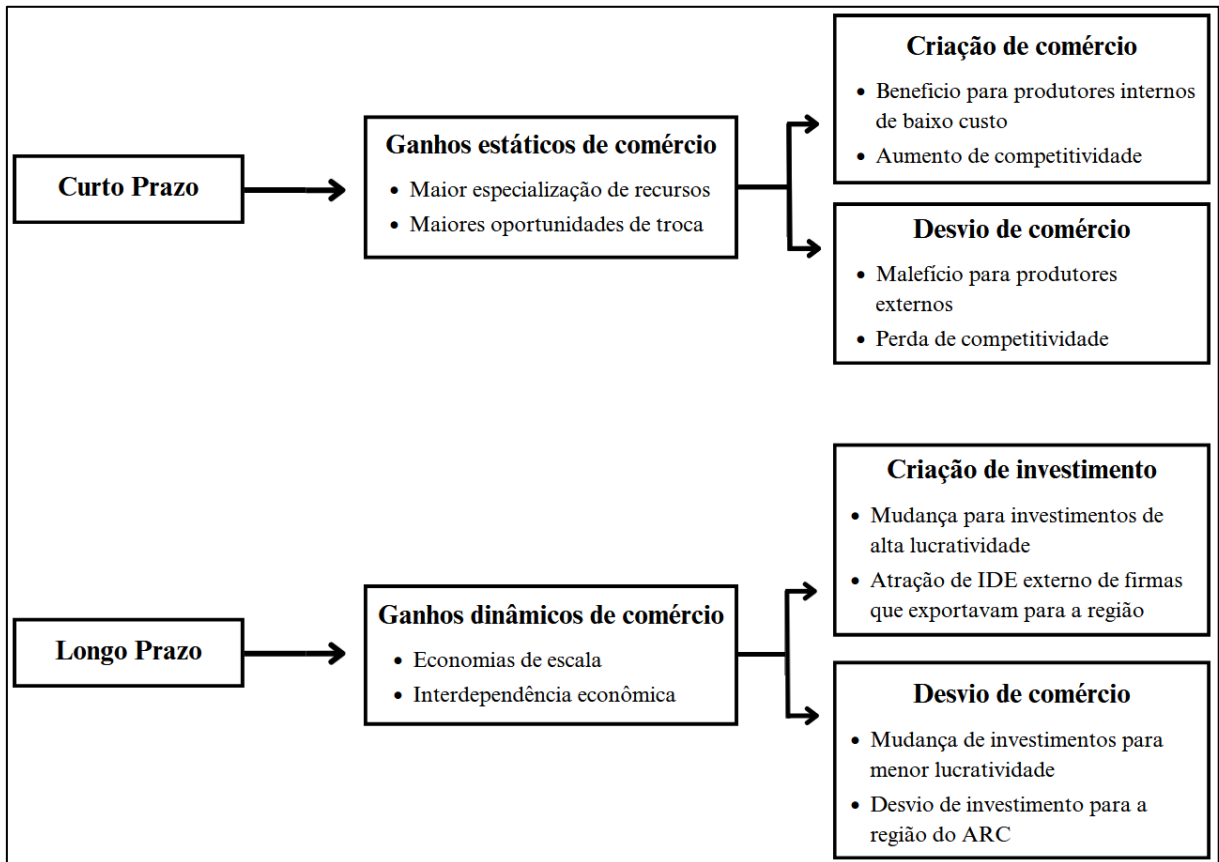 Curto Prazo
Ganhos estáticos de comércio
• Maior especialização de recursos
• Maiores oportunidades de troca
Criação de comércio
• Beneficio para produtores internos
de baixo custo
• Aumento de competitividade
Desvio de comércio
• Malefício para produtores
externos
• Perda de competitividade
Longo Prazo
Ganhos dinâmicos de comércio
• Economias de escala
• Interdependência econômica
Criação de investimento
• Mudança para investimentos de
alta lucratividade
• Atração de IDE externo de firmas
que exportavam para a região
Desvio de comércio
• Mudança de investimentos para
menor lucratividade
• Desvio de investimento para a
região do ARC